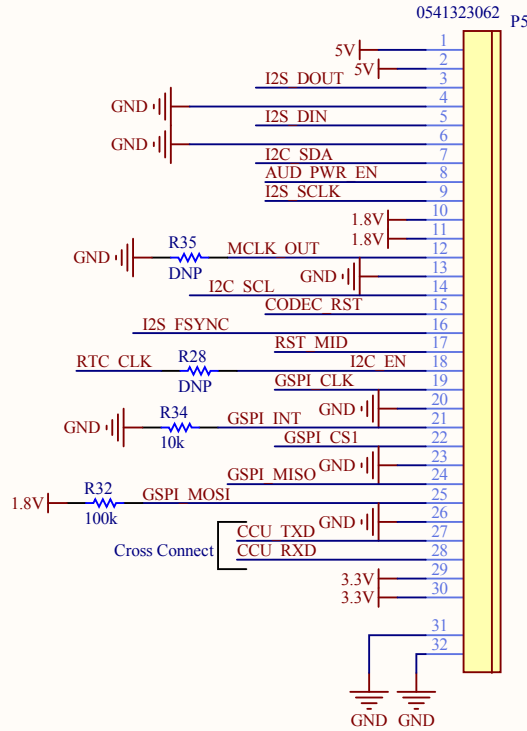 0541323062
P5
5V 1
5V 2
I2S_DOUT 3
GND 4
I2S_DIN 5
GND 6
I2C_SDA 7
AUD_PWR_EN 8
I2S_SCLK 9
1.8V 10
1.8V 11
GND R35 DNP MCLK_OUT 12
GND 13
I2C_SCL 14
CODEC_RST 15
I2S_FSYNC 16
RST_MID 17
RTC_CLK R28 DNP I2C_EN 18
GSPI_CLK 19
GND 20
GND R34 10k GSPI_INT 21
GSPI_CS1 22
GND 23
GSPI_MISO 24
1.8V R32 100k GSPI_MOSI 25
GND 26
Cross Connect
CCU_TXD 27
CCU_RXD 28
3.3V 29
3.3V 30
31
32
GND GND